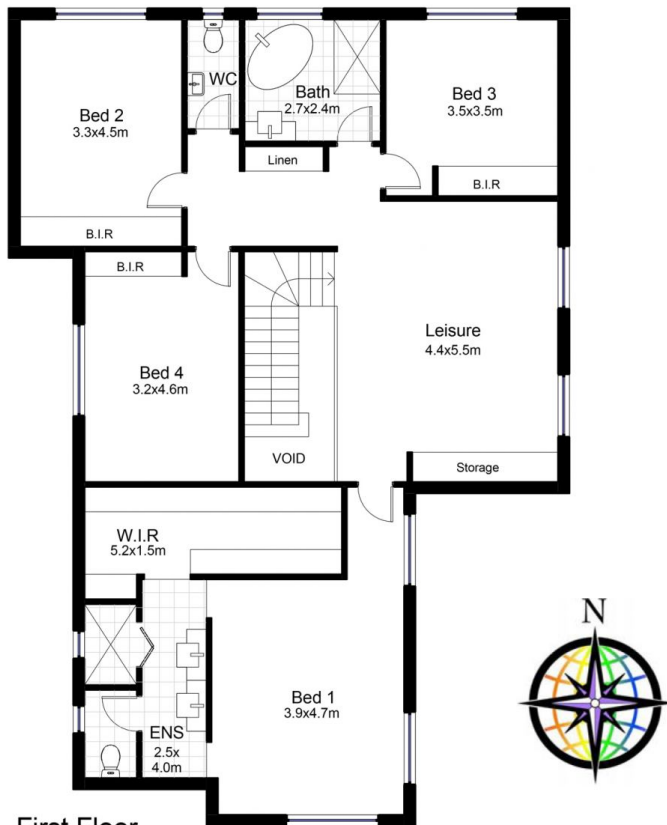 WC
Bed 2
3.3x4.5m
Bath
2.7x2.4m
Bed 3
3.5x3.5m
Linen
B.I.R
B.I.R
B.I.R
Leisure
4.4x5.5m
Bed 4
3.2x4.6m
VOID
Storage
W.I.R
5.2x1.5m
N
Bed 1
3.9x4.7m
ENS
2.5x
4.0m
First Floor